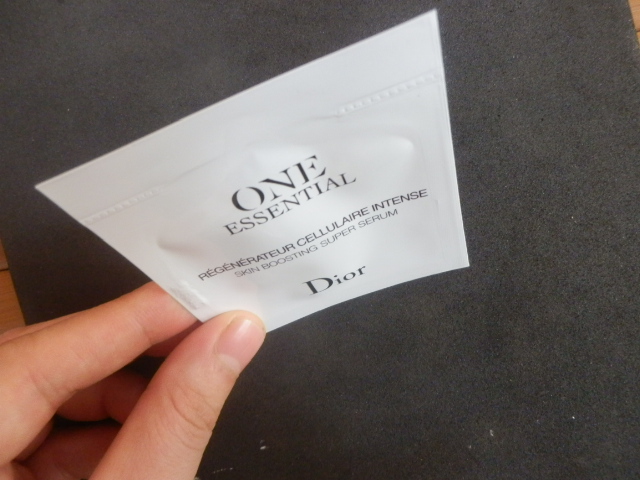 ONE
ESSENTIAL
RÉGÉNÉRATEUR CELLULAIRE INTENSE
SKIN BOOSTING SUPER SERUM
Dior